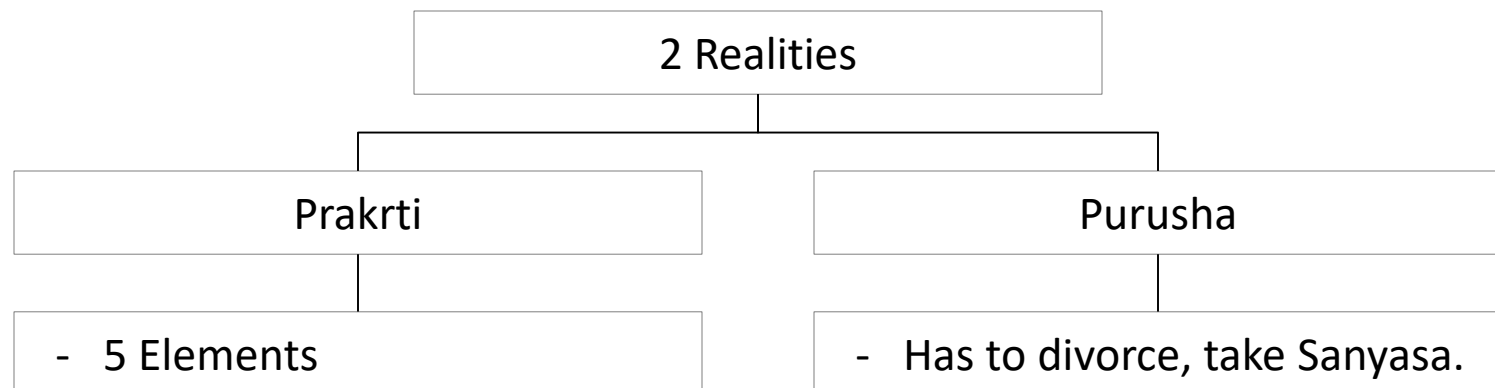 2 Realities
Prakrti
Purusha
- 5 Elements
- Has to divorce, take Sanyasa.